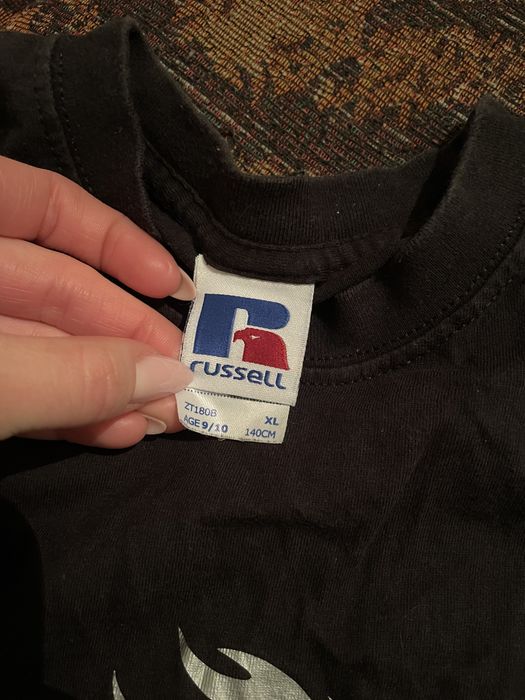 russell
ZT180B
XL
AGE 9/10
140CM